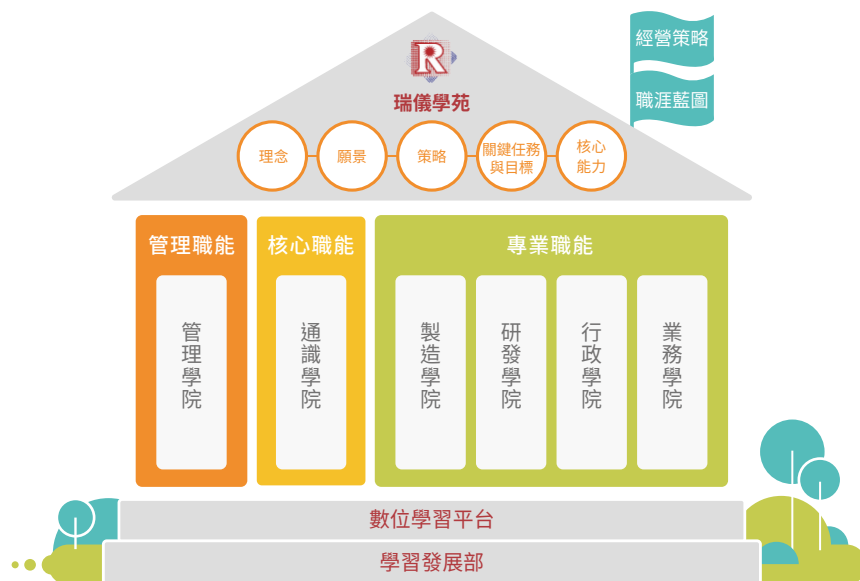 經營策略
職涯藍圖
R
瑞儀學苑
理念
願景
策略
關鍵任務
與目標
核心
能力
管理職能
核心職能
專業職能
管理學院
通識學院
製造學院
研發學院
行政學院
業務學院
數位學習平台
學習發展部